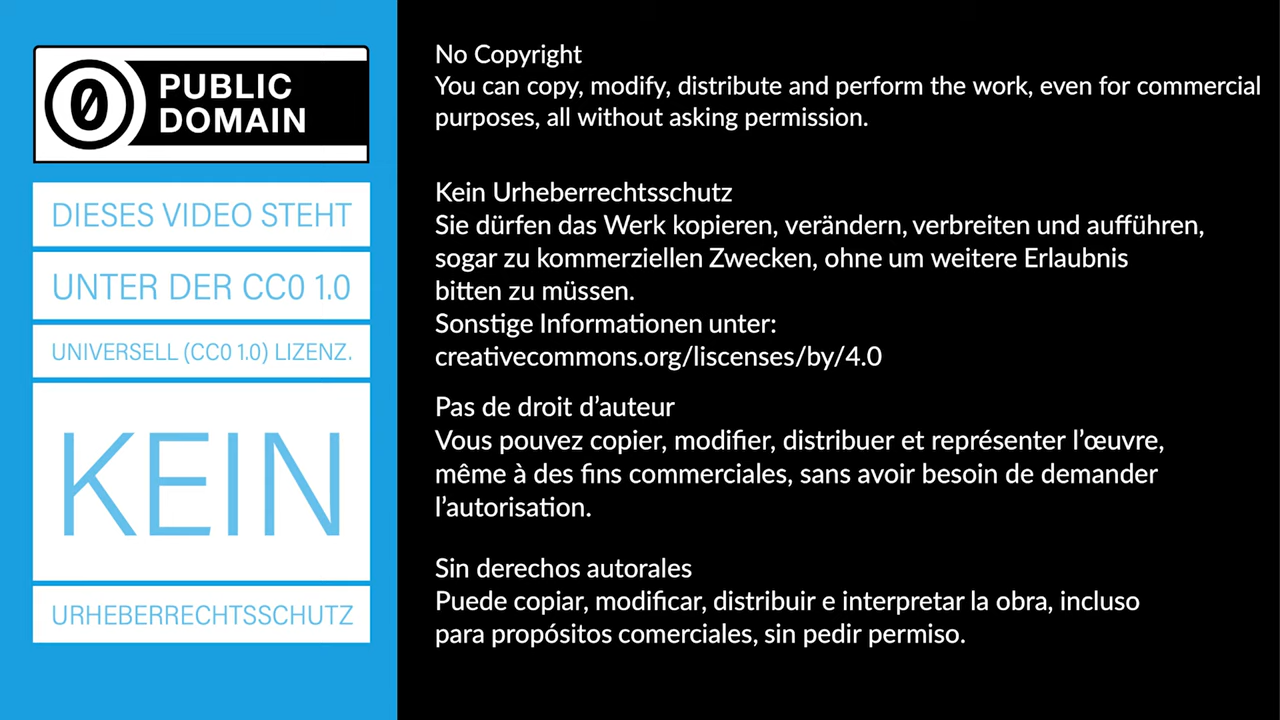 PUBLIC
DOMAIN
DIESES VIDEO STEHT
UNTER DER CC0 1.0
UNIVERSELL (CC0 1.0) LIZENZ.
KEIN
URHEBERRECHTSSCHUTZ
No Copyright
You can copy, modify, distribute and perform the work, even for commercial
purposes, all without asking permission.
Kein Urheberrechtsschutz
Sie dürfen das Werk kopieren, verändern, verbreiten und aufführen,
sogar zu kommerziellen Zwecken, ohne um weitere Erlaubnis
bitten zu müssen.
Sonstige Informationen unter:
creativecommons.org/liscenses/by/4.0
Pas de droit d’auteur
Vous pouvez copier, modifier, distribuer et représenter l’œuvre,
même à des fins commerciales, sans avoir besoin de demander
l’autorisation.
Sin derechos autorales
Puede copiar, modificar, distribuir e interpretar la obra, incluso
para propósitos comerciales, sin pedir permiso.